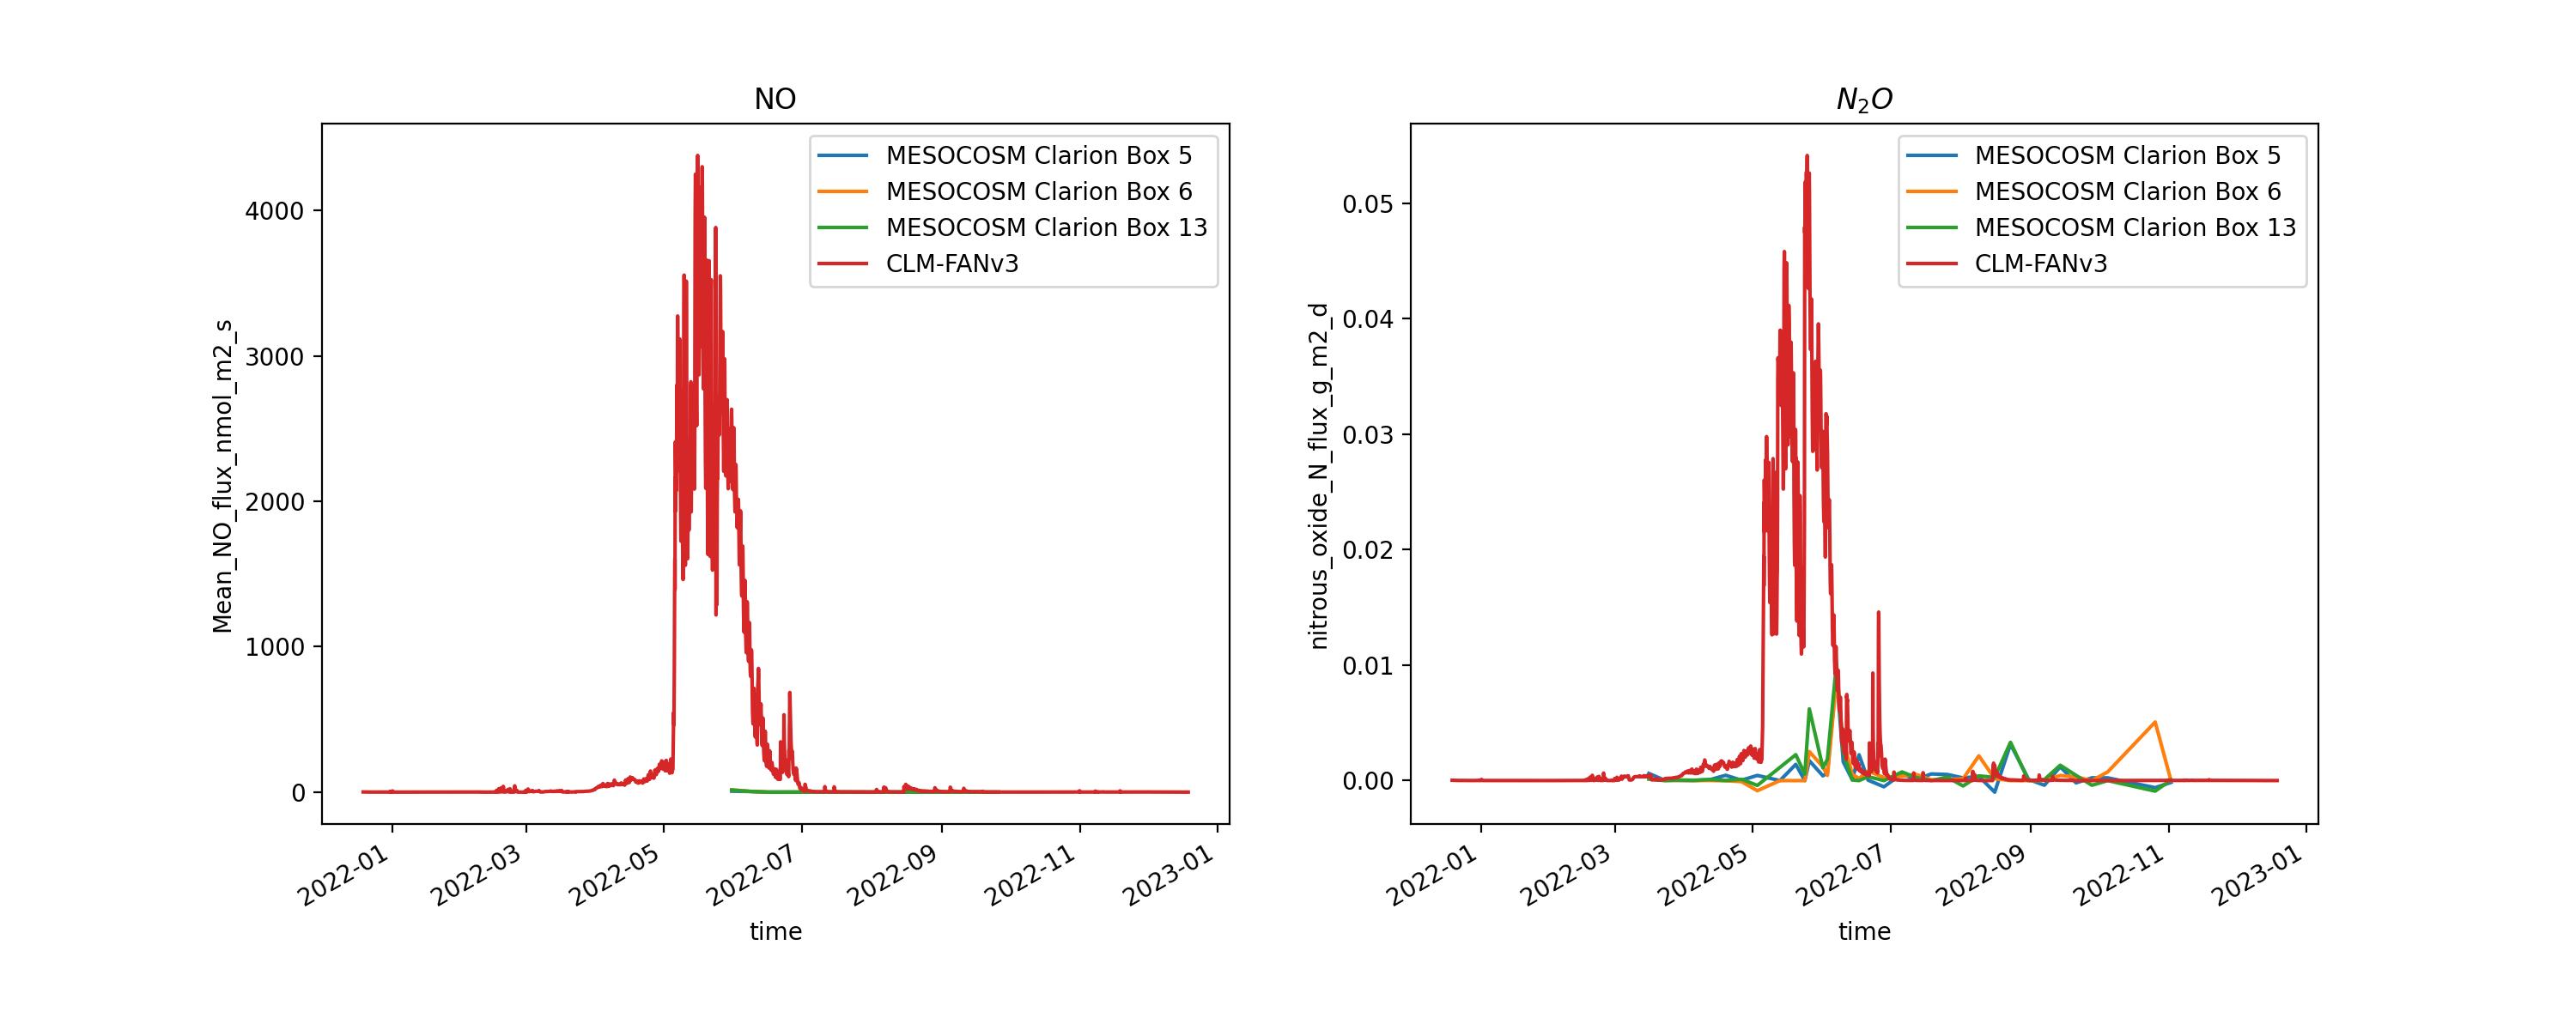 NO
MESOCOSM Clarion Box 5
MESOCOSM Clarion Box 6
MESOCOSM Clarion Box 13
CLM-FANv3
Mean_NO_flux_nmol_m2_s
4000
3000
2000
1000
0
2022-01
2022-03
2022-05
2022-07
2022-09
2022-11
2023-01
time
N₂O
MESOCOSM Clarion Box 5
MESOCOSM Clarion Box 6
MESOCOSM Clarion Box 13
CLM-FANv3
nitrous_oxide_N_flux_g_m2_d
0.05
0.04
0.03
0.02
0.01
0.00
2022-01
2022-03
2022-05
2022-07
2022-09
2022-11
2023-01
time